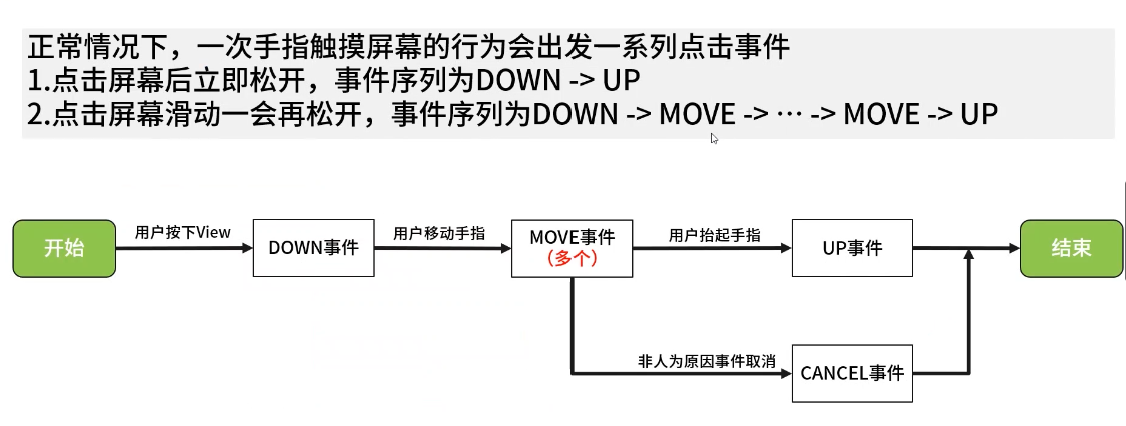 正常情况下，一次手指触摸屏幕的行为会出发一系列点击事件
1.点击屏幕后立即松开，事件序列为DOWN -> UP
2.点击屏幕滑动一会再松开，事件序列为DOWN -> MOVE -> ··· -> MOVE -> UP
开始
用户按下View
DOWN事件
用户移动手指
MOVE事件
（多个）
用户抬起手指
UP事件
结束
非人为原因事件取消
CANCEL事件